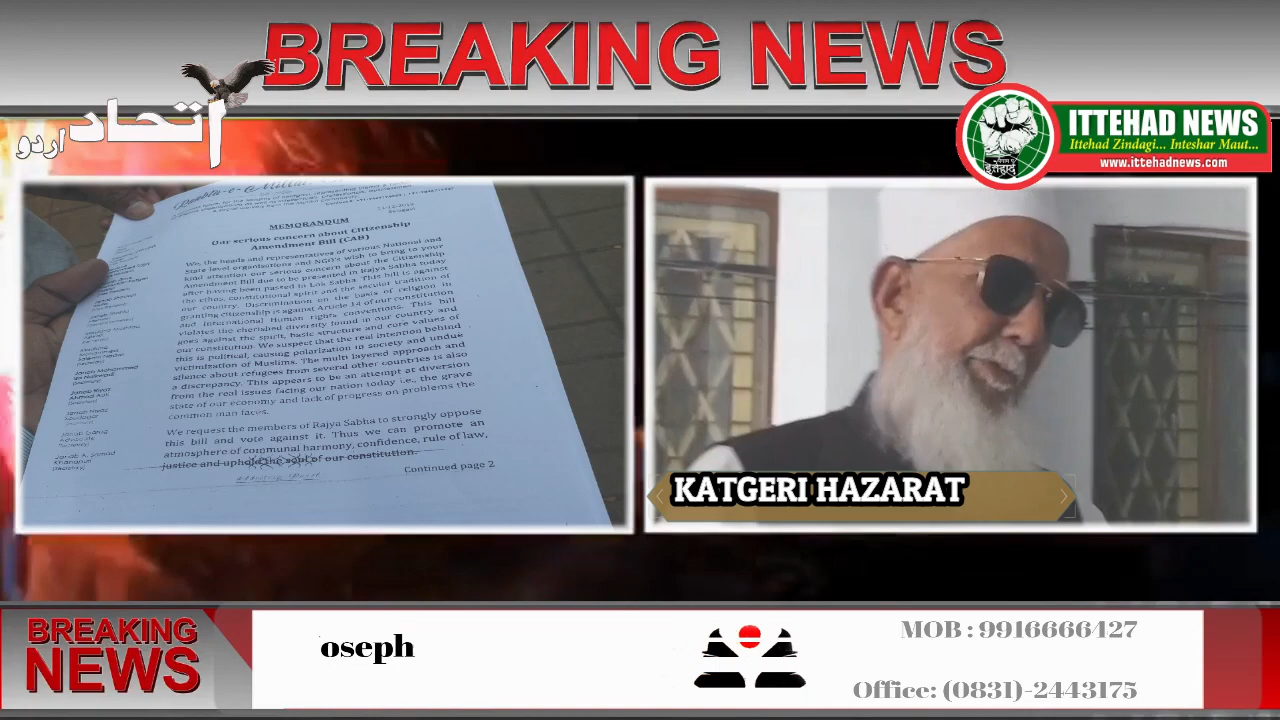 BREAKING NEWS
اتحاد
اردو
ITTEHAD NEWS
Ittehad Zindagi... Inteshar Maut...
www.ittehadnews.com
इत्तेहाद
MEMORANDUM
Our serious concern about Citizenship
Amendment Bill (CAB)
We, the heads and representatives of various National and
State level organisations and NGO's wish to bring to your
kind attention our serious concern about the Citizenship
Amendment Bill due to be presented in Rajya Sabha today
after having been passed in Lok Sabha. This bill is against
the ethos, constitutional spirit and the secular tradition of
our country. Discrimination on the basis of religion in
granting citizenship is against Article 14 of our constitution
and International Human rights conventions. This bill
violates the cherished diversity found in our country and
goes against the spirit, basic structure and core values of
our constitution. We suspect that the real intention behind
this is political, causing polarization in society and undue
victimization of Muslims. The multi layered approach and
silence about refugees from several other countries is also
a discrepancy. This appears to be an attempt at diversion
from the real issues facing our nation today i.e., the grave
state of our economy and lack of progress on problems the
common man faces.
We request the members of Rajya Sabha to strongly oppose
this bill and vote against it. Thus we can promote an
atmosphere of communal harmony, confidence, rule of law,
justice and uphold the soul of our constitution.
Continued page 2
KATGERI HAZARAT
BREAKING
NEWS
oseph
MOB : 9916666427
Office: (0831)-2443175